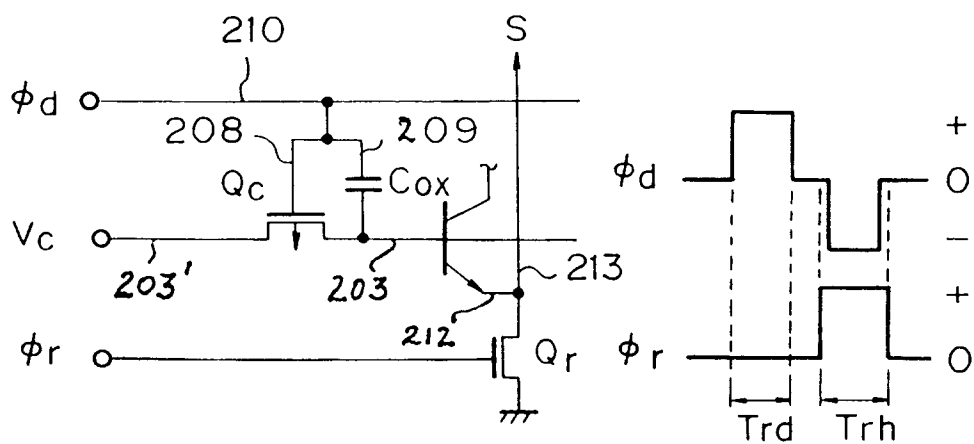 210
S
ϕd
208
209
Qc
Cox
Vc
203'
203
213
212
ϕr
Qr
ϕd
+
0
−
+
ϕr
0
Trd
Trh